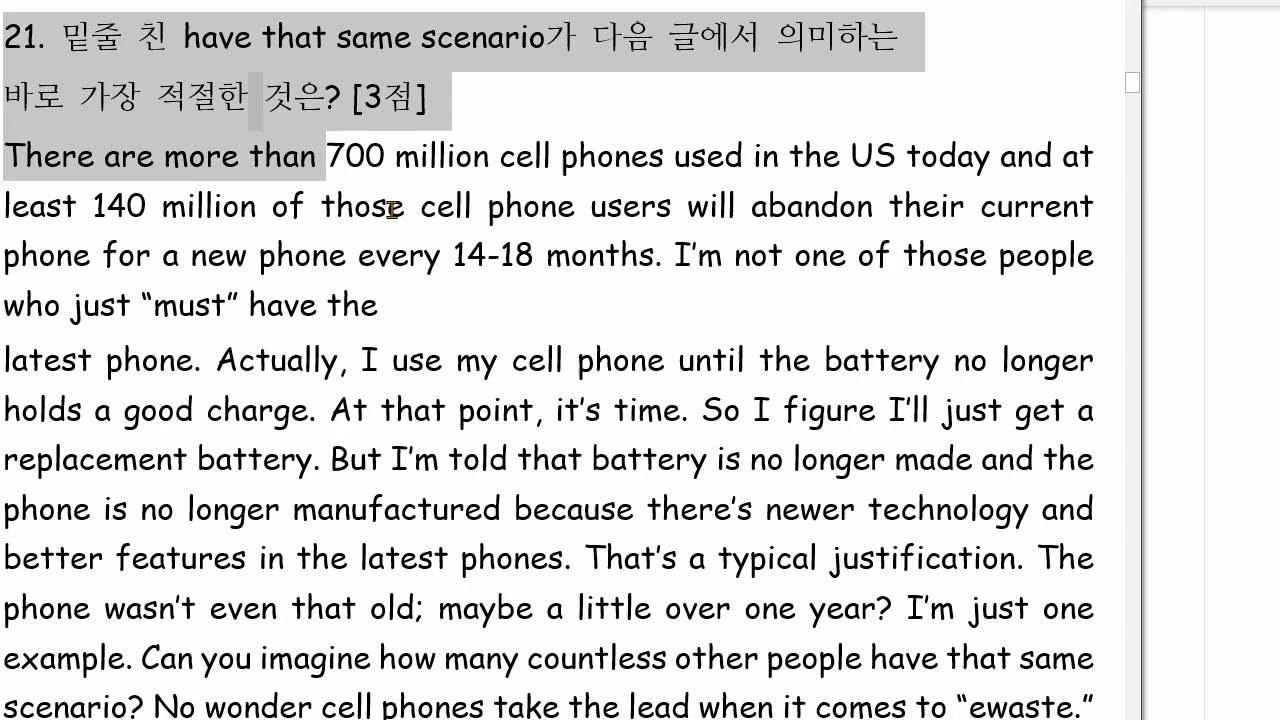 21. 밑줄 친 have that same scenario가 다음 글에서 의미하는
바로 가장 적절한 것은? [3점]
There are more than 700 million cell phones used in the US today and at
least 140 million of those cell phone users will abandon their current
phone for a new phone every 14-18 months. I’m not one of those people
who just “must” have the
latest phone. Actually, I use my cell phone until the battery no longer
holds a good charge. At that point, it’s time. So I figure I’ll just get a
replacement battery. But I’m told that battery is no longer made and the
phone is no longer manufactured because there’s newer technology and
better features in the latest phones. That’s a typical justification. The
phone wasn’t even that old; maybe a little over one year? I’m just one
example. Can you imagine how many countless other people have that same
scenario? No wonder cell phones take the lead when it comes to “ewaste.”